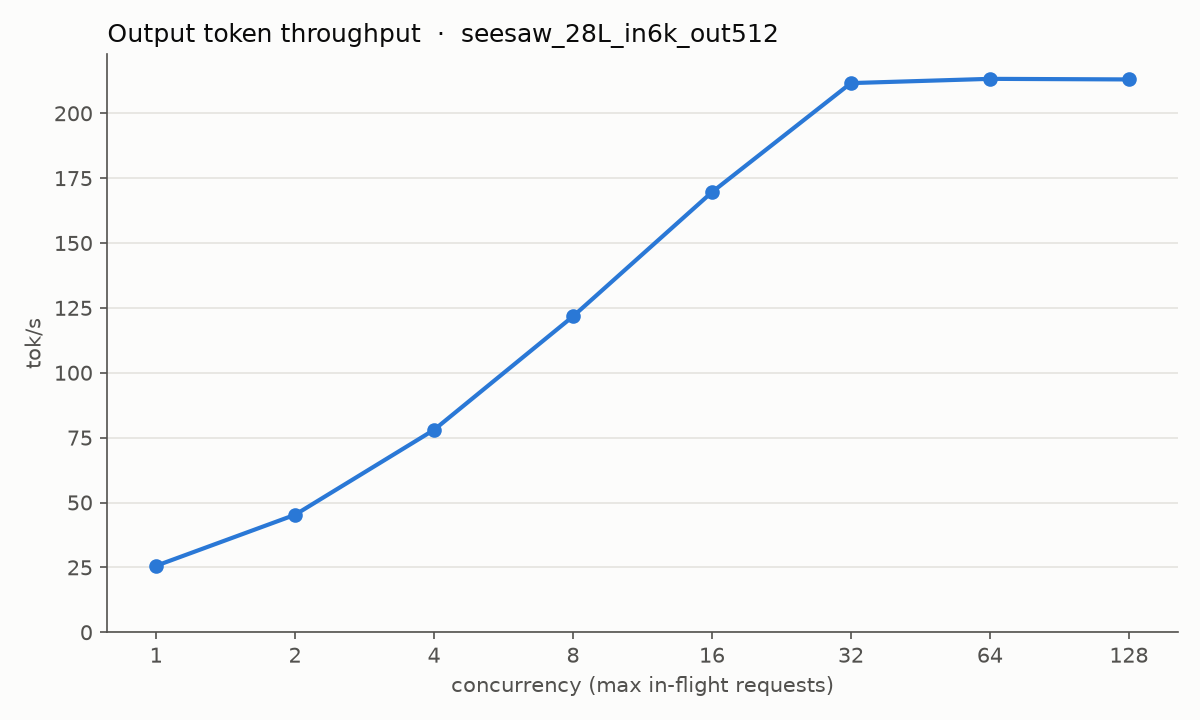 Output token throughput · seesaw_28L_in6k_out512
200
175
150
125
100
75
50
25
0
tok/s
1 2 4 8 16 32 64 128
concurrency (max in-flight requests)